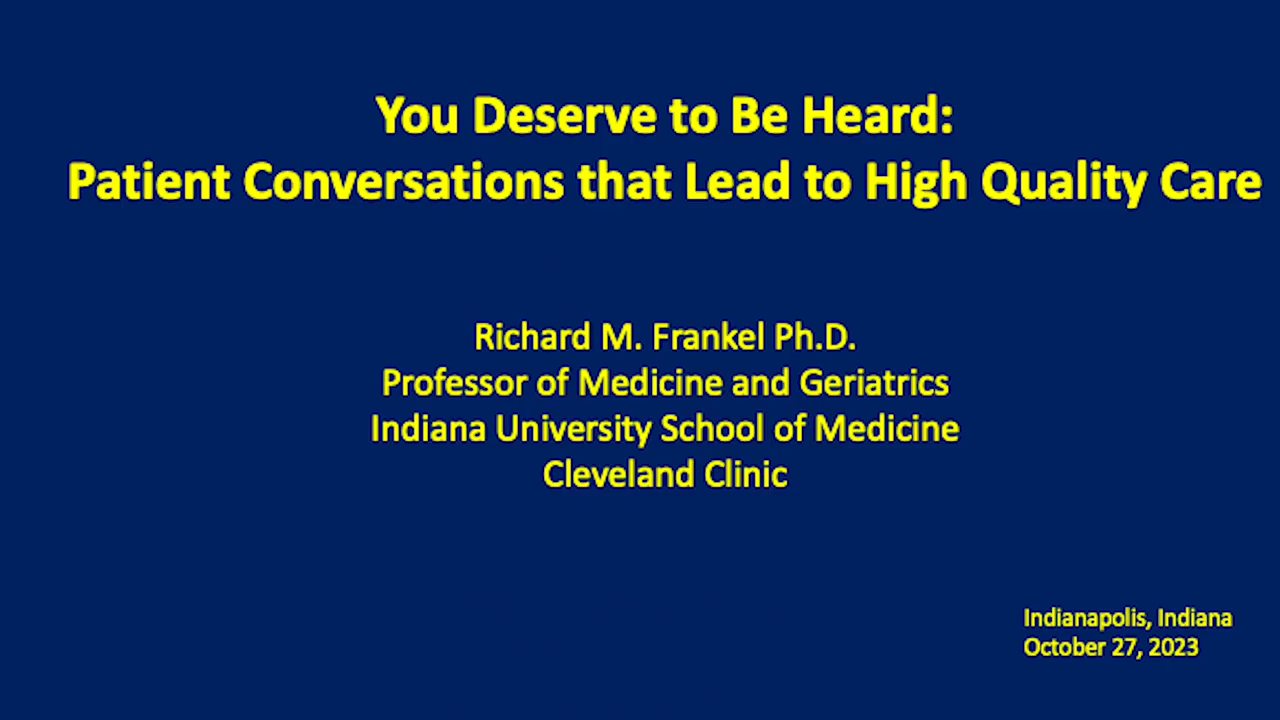 You Deserve to Be Heard:
Patient Conversations that Lead to High Quality Care
Richard M. Frankel Ph.D.
Professor of Medicine and Geriatrics
Indiana University School of Medicine
Cleveland Clinic
Indianapolis, Indiana
October 27, 2023